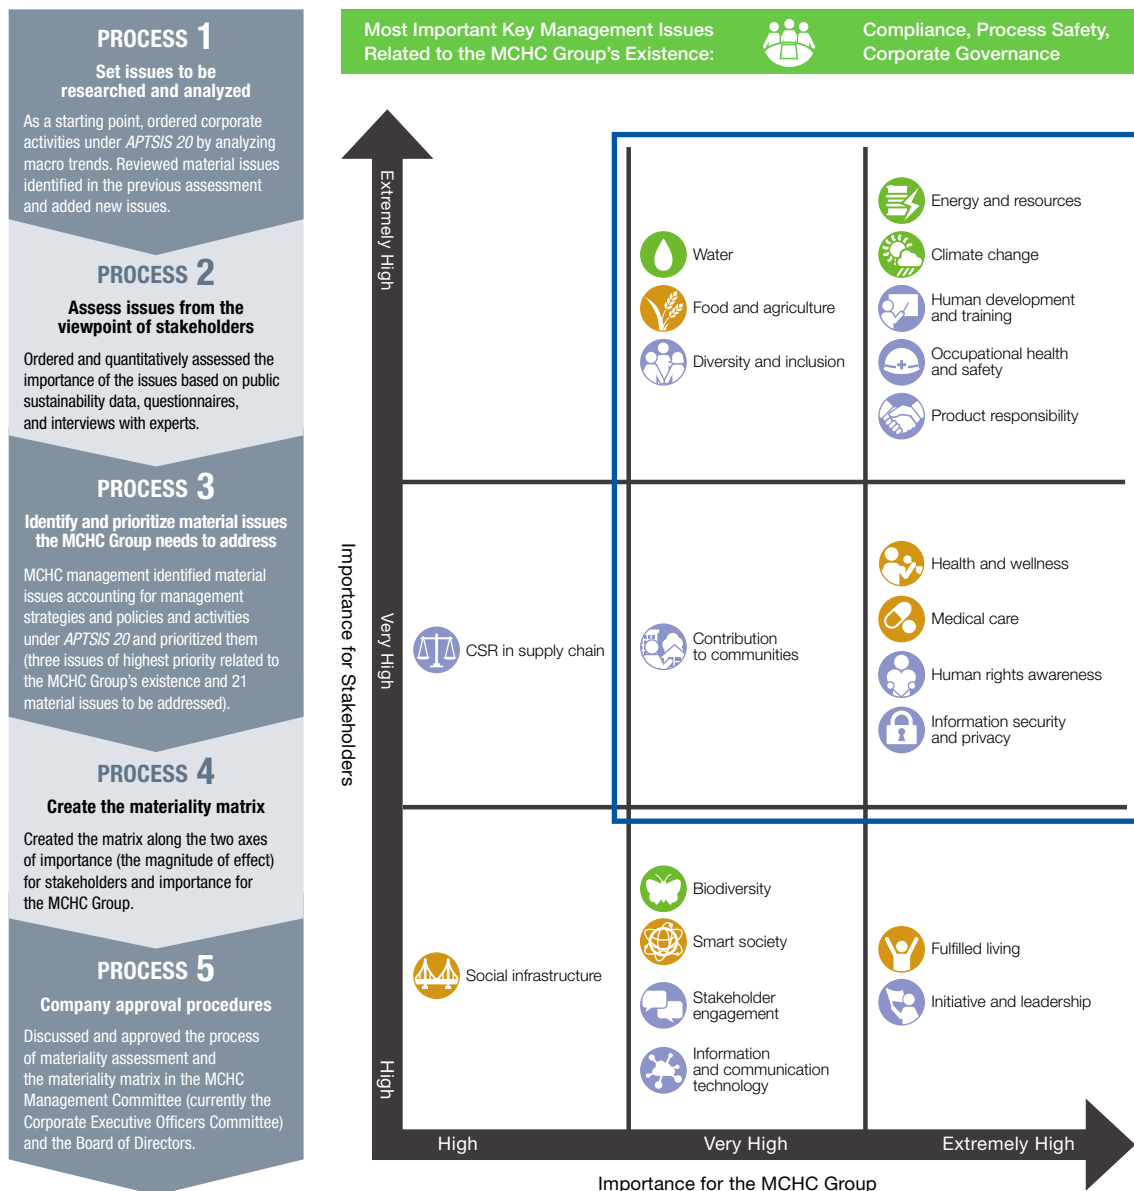 PROCESS 1
Set issues to be
researched and analyzed
As a starting point, ordered corporate
activities under APTSIS 20 by analyzing
macro trends. Reviewed material issues
identified in the previous assessment
and added new issues.
PROCESS 2
Assess issues from the
viewpoint of stakeholders
Ordered and quantitatively assessed the
importance of the issues based on public
sustainability data, questionnaires,
and interviews with experts.
PROCESS 3
Identify and prioritize material issues
the MCHC Group needs to address
MCHC management identified material
issues accounting for management
strategies and policies and activities
under APTSIS 20 and prioritized them
(three issues of highest priority related to
the MCHC Group's existence and 21
material issues to be addressed).
PROCESS 4
Create the materiality matrix
Created the matrix along the two axes
of importance (the magnitude of effect)
for stakeholders and importance for
the MCHC Group.
PROCESS 5
Company approval procedures
Discussed and approved the process
of materiality assessment and
the materiality matrix in the MCHC
Management Committee (currently the
Corporate Executive Officers Committee)
and the Board of Directors.
Most Important Key Management Issues
Related to the MCHC Group's Existence:
Compliance, Process Safety,
Corporate Governance
Importance for Stakeholders
Extremely High
Water
Food and agriculture
Diversity and inclusion
Energy and resources
Climate change
Human development
and training
Occupational health
and safety
Product responsibility
Very High
CSR in supply chain
Contribution
to communities
Health and wellness
Medical care
Human rights awareness
Information security
and privacy
High
Social infrastructure
Biodiversity
Smart society
Stakeholder
engagement
Information
and communication
technology
Fulfilled living
Initiative and leadership
High
Very High
Extremely High
Importance for the MCHC Group